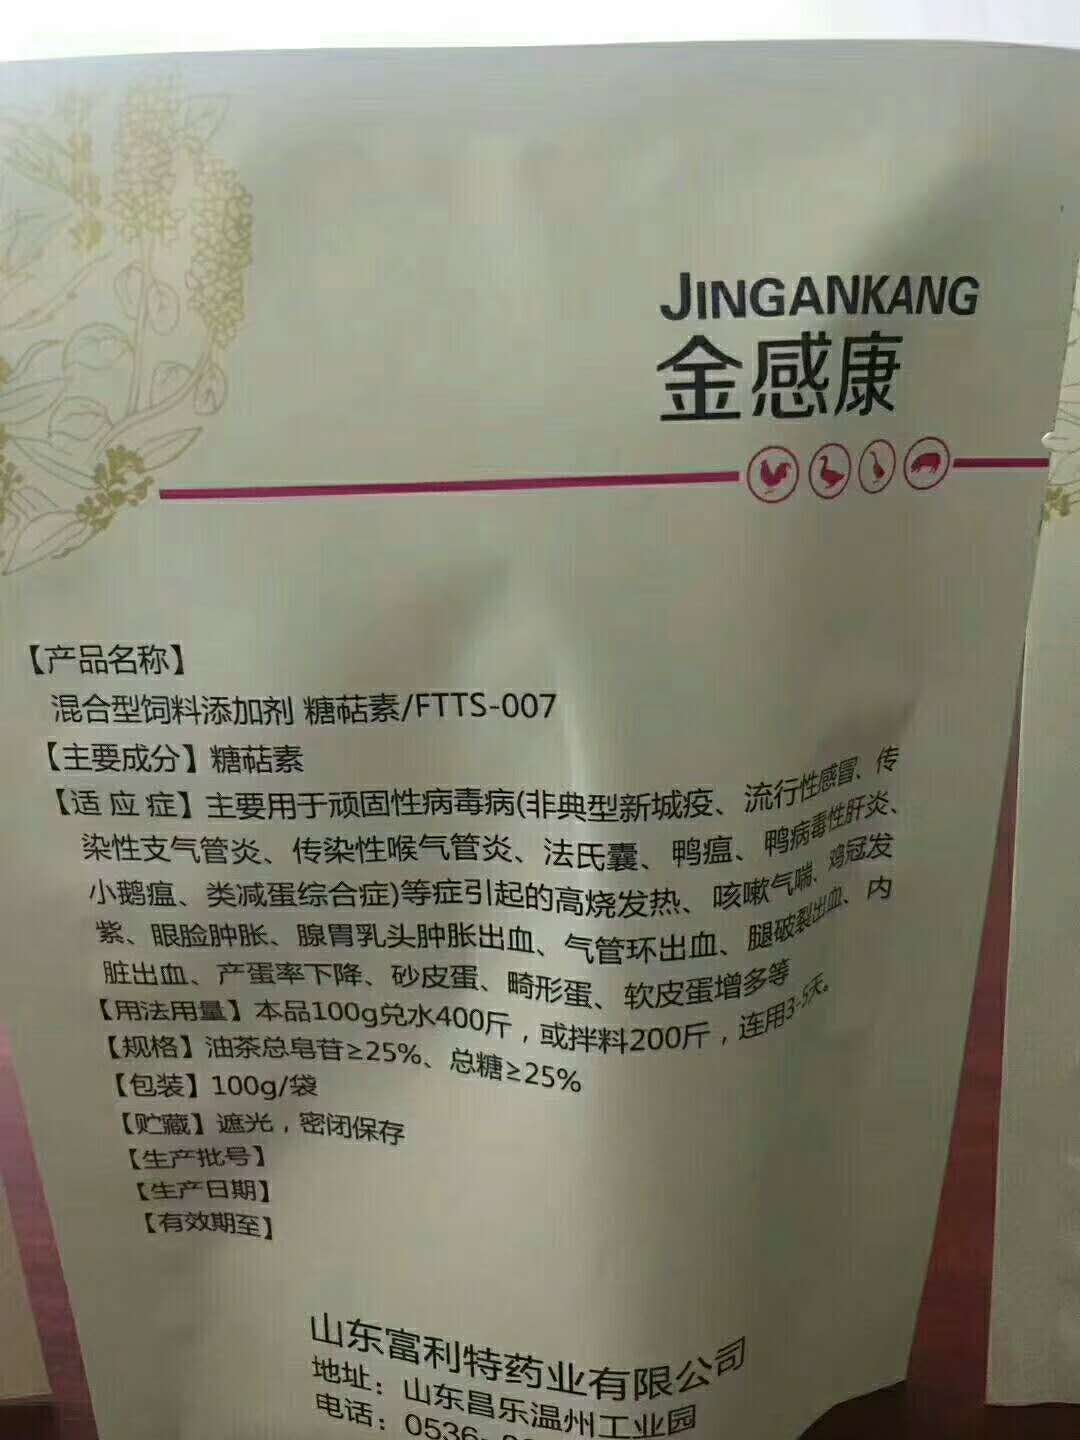 JINGANKANG
金感康
【产品名称】
混合型饲料添加剂 糖萜素/FTTS-007
【主要成分】糖萜素
【适 应 症】主要用于顽固性病毒病(非典型新城疫、流行性感冒、传
染性支气管炎、传染性喉气管炎、法氏囊、鸭瘟、鸭病毒性肝炎、
小鹅瘟、类减蛋综合症)等症引起的高烧发热、咳嗽气喘、鸡冠发
紫、眼脸肿胀、腺胃乳头肿胀出血、气管环出血、腿破裂出血、内
脏出血、产蛋率下降、砂皮蛋、畸形蛋、软皮蛋增多等
【用法用量】本品100g兑水400斤，或拌料200斤，连用3-5天。
【规格】油茶总皂苷≥25%、总糖≥25%
【包装】100g/袋
【贮藏】遮光，密闭保存
【生产批号】
【生产日期】
【有效期至】
山东富利特药业有限公司
地址：山东昌乐温州工业园
电话：0536-